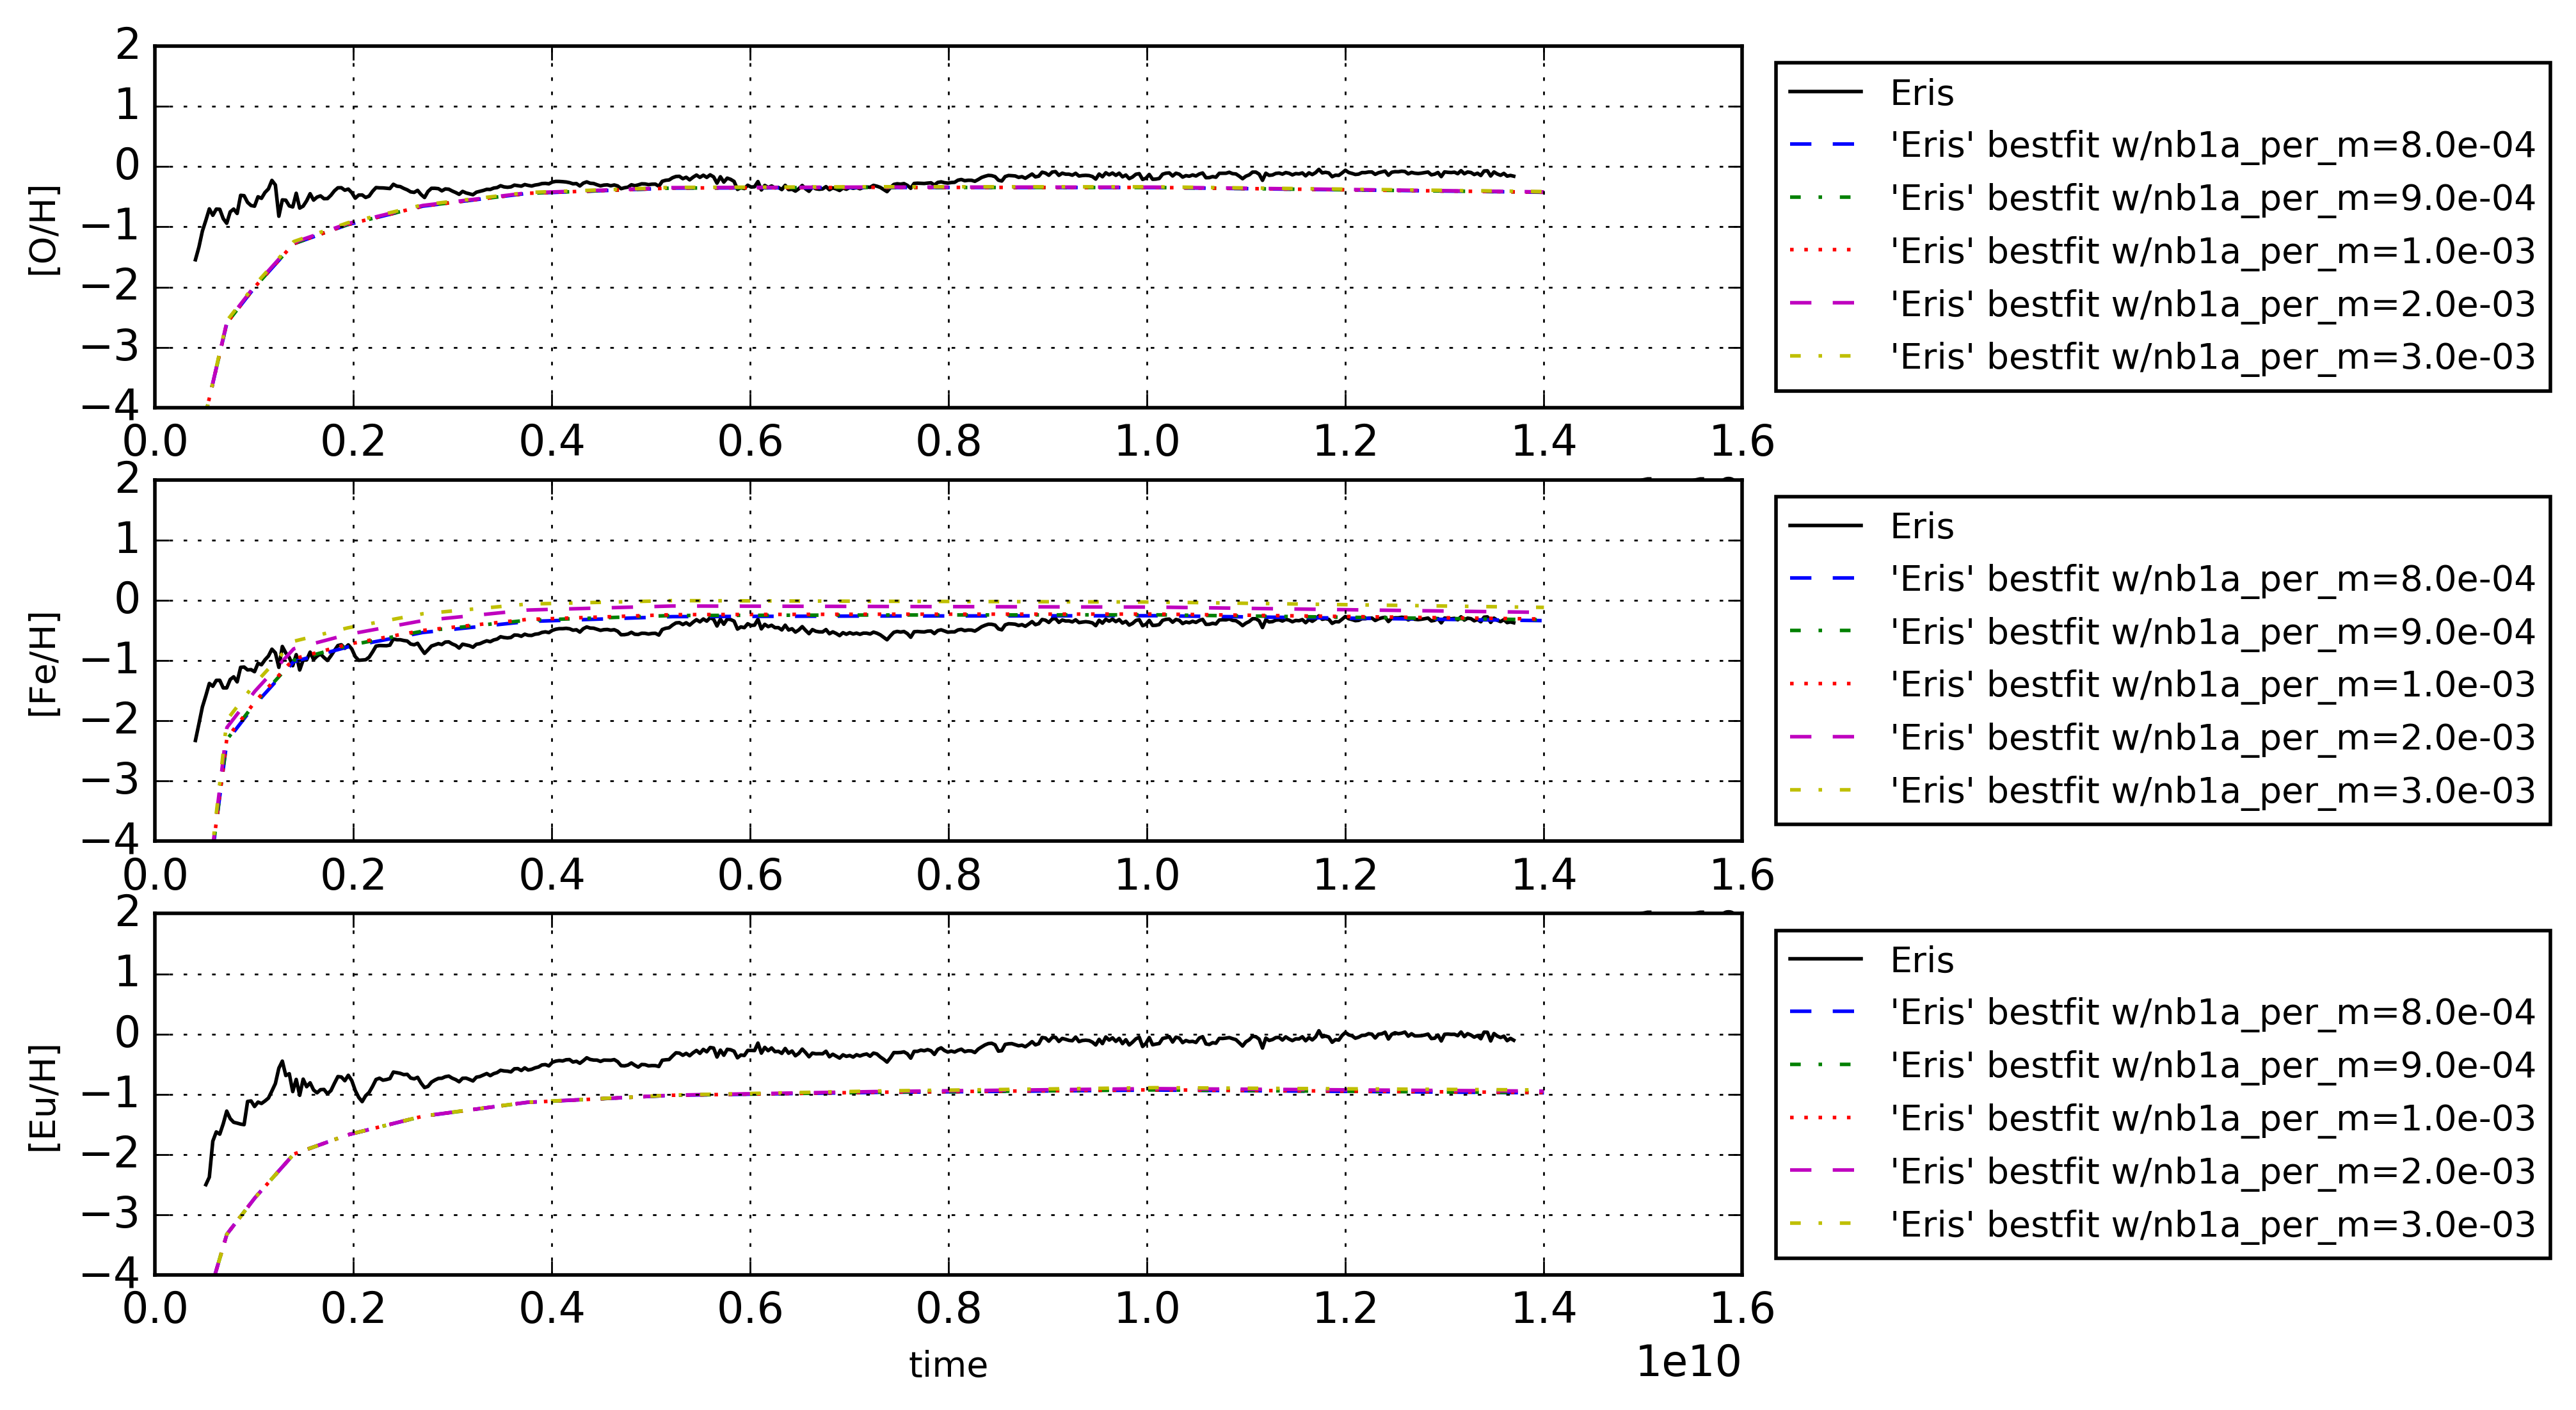 2
1
0
−1
−2
−3
−4
[O/H]
0.0 0.2 0.4 0.6 0.8 1.0 1.2 1.4 1.6
Eris
'Eris' bestfit w/nb1a_per_m=8.0e-04
'Eris' bestfit w/nb1a_per_m=9.0e-04
'Eris' bestfit w/nb1a_per_m=1.0e-03
'Eris' bestfit w/nb1a_per_m=2.0e-03
'Eris' bestfit w/nb1a_per_m=3.0e-03
2
1
0
−1
−2
−3
−4
[Fe/H]
0.0 0.2 0.4 0.6 0.8 1.0 1.2 1.4 1.6
Eris
'Eris' bestfit w/nb1a_per_m=8.0e-04
'Eris' bestfit w/nb1a_per_m=9.0e-04
'Eris' bestfit w/nb1a_per_m=1.0e-03
'Eris' bestfit w/nb1a_per_m=2.0e-03
'Eris' bestfit w/nb1a_per_m=3.0e-03
2
1
0
−1
−2
−3
−4
[Eu/H]
0.0 0.2 0.4 0.6 0.8 1.0 1.2 1.4 1.6
time
1e10
Eris
'Eris' bestfit w/nb1a_per_m=8.0e-04
'Eris' bestfit w/nb1a_per_m=9.0e-04
'Eris' bestfit w/nb1a_per_m=1.0e-03
'Eris' bestfit w/nb1a_per_m=2.0e-03
'Eris' bestfit w/nb1a_per_m=3.0e-03